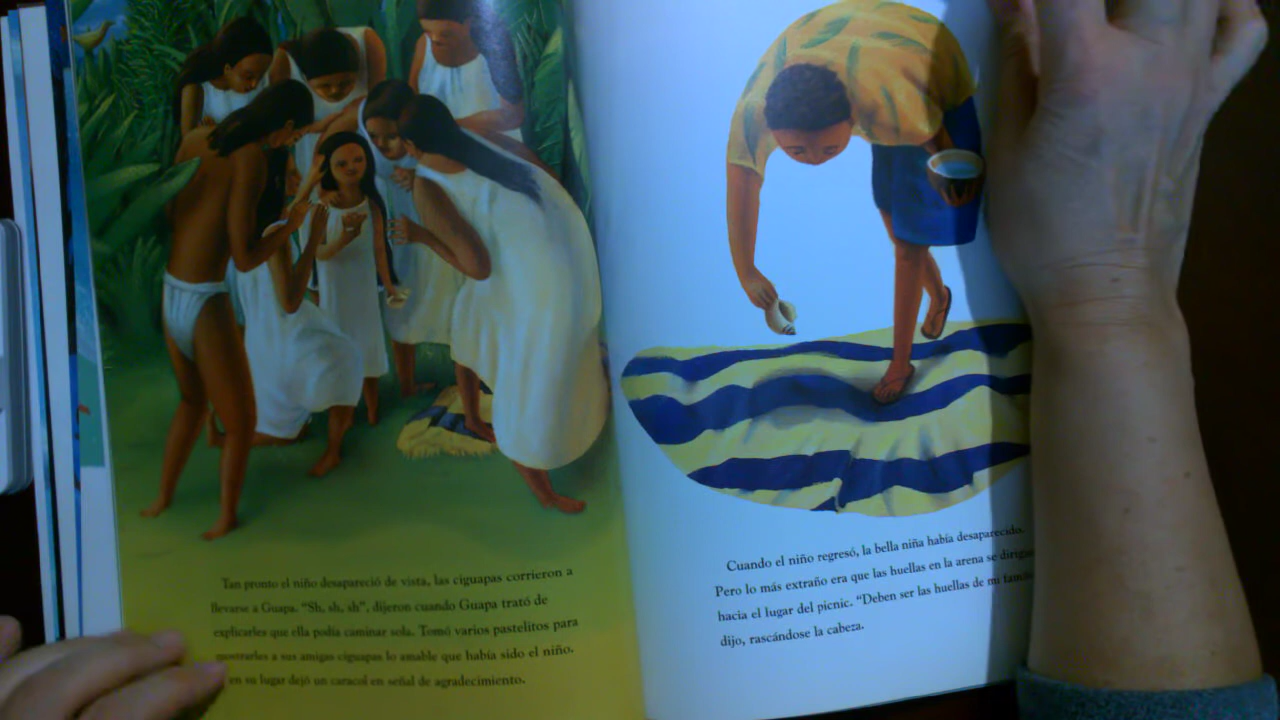 Tan pronto el niño desapareció de vista, las ciguapas corrieron a
llevarse a Guapa. “Sh, sh, sh”, dijeron cuando Guapa trató de
explicarles que ella podía caminar sola. Tomó varios pastelitos para
mostrarles a sus amigas ciguapas lo amable que había sido el niño.
en su lugar dejó un caracol en señal de agradecimiento.
Cuando el niño regresó, la bella niña había desaparecido.
Pero lo más extraño era que las huellas en la arena se
hacia el lugar del picnic. “Deben ser las huellas de mi
dijo, rascándose la cabeza.